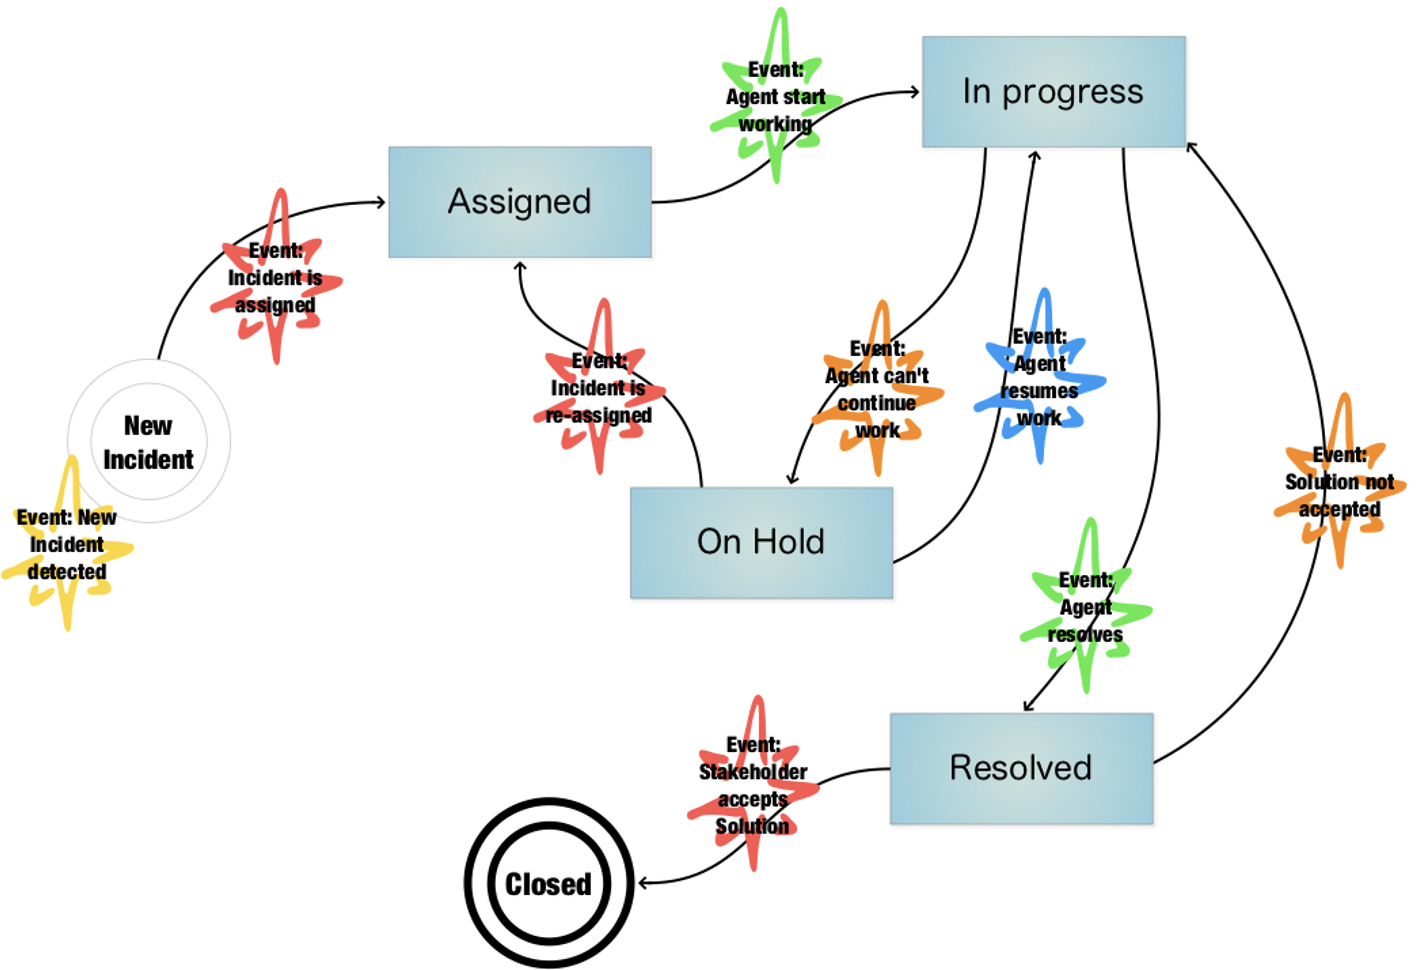 Event:
Agent start
working
In progress
Assigned
Event:
Incident is
assigned
Event:
Incident is
re-assigned
Event:
Agent can't
continue
work
Event:
Agent
resumes
work
New
Incident
Event: New
Incident
detected
Event:
Solution not
accepted
On Hold
Event:
Agent
resolves
Event:
Stakeholder
accepts
Solution
Resolved
Closed